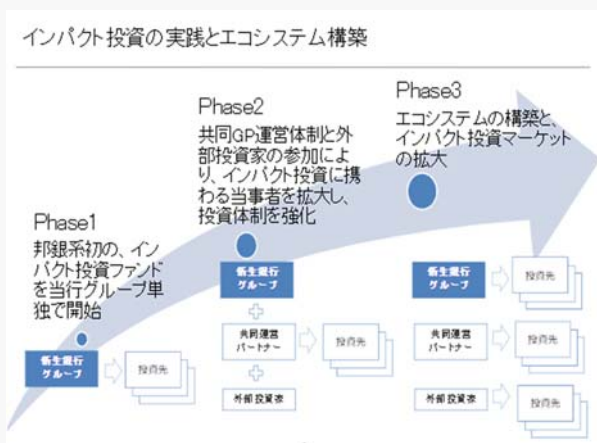 インパクト投資の実践とエコシステム構築
Phase1
邦銀系初の、イン
パクト投資ファンド
を当行グループ単
独で開始
新生銀行
グループ
投資先
Phase2
共同GP運営体制と外
部投資家の参加によ
り、インパクト投資に携
わる当事者を拡大し、
投資体制を強化
新生銀行
グループ
共同運営
パートナー
外部投資家
投資先
Phase3
エコシステムの構築と、
インパクト投資マーケット
の拡大
新生銀行
グループ
投資先
共同運営
パートナー
投資先
外部投資家
投資先